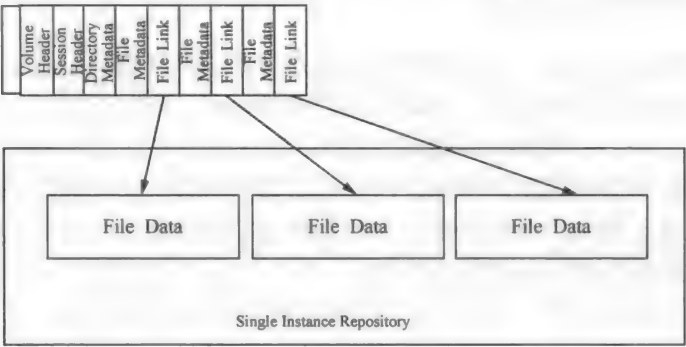 Volume
Header
Session
Header
Directory
Metadata
File
Metadata
File Link
File
Metadata
File Link
File
Metadata
File Link
File Data
File Data
File Data
Single Instance Repository